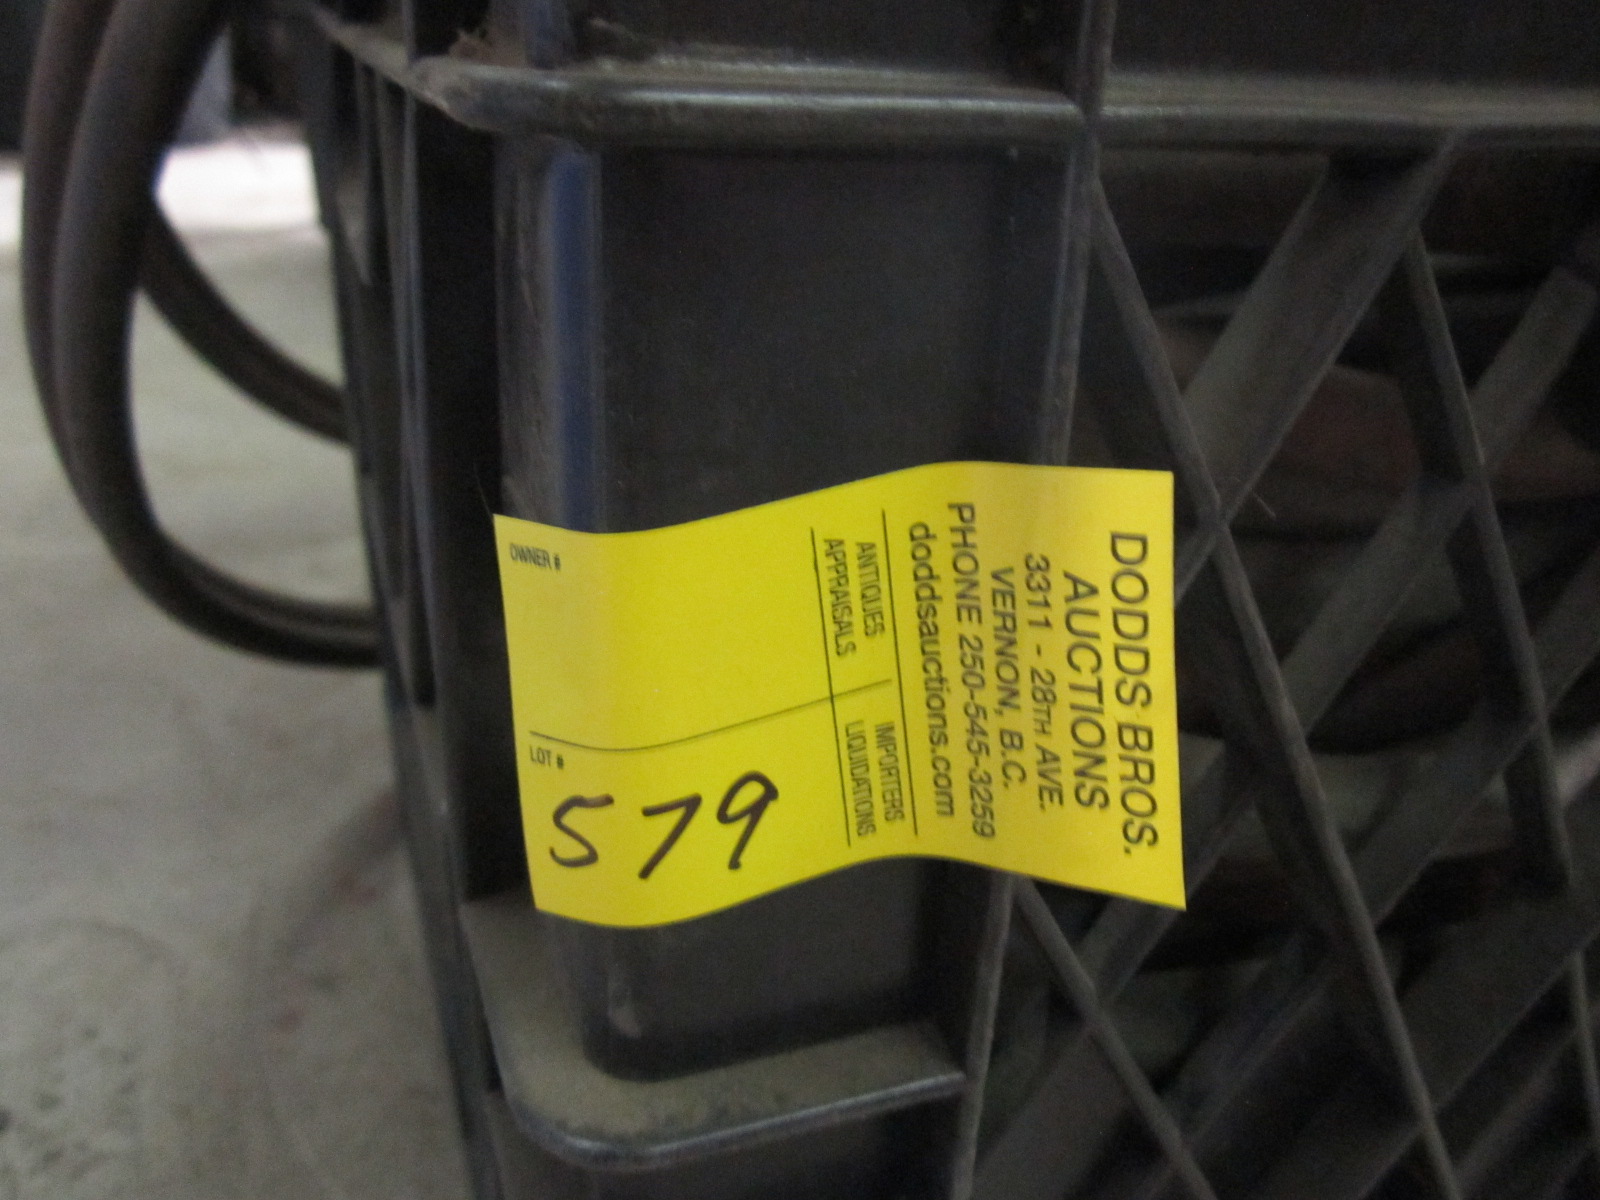 DODDS BROS.
AUCTIONS
3311 - 28TH AVE.
VERNON, B.C.
PHONE 250-545-3259
doddsauctions.com
ANTIQUES
APPRAISALS
IMPORTERS
LIQUIDATIONS
OWNER #
LOT #
579